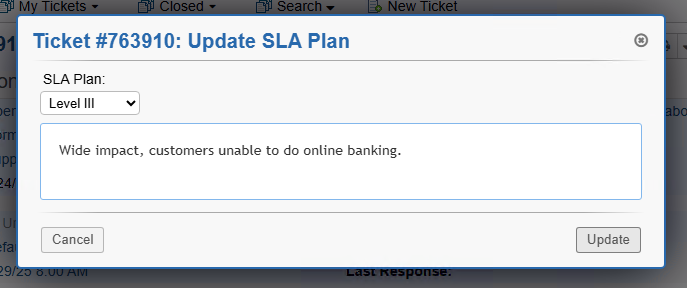 My Tickets
Closed
Search
New Ticket
Ticket #763910: Update SLA Plan
SLA Plan:
Level III
Wide impact, customers unable to do online banking.
Cancel
Update
29/25 8:00 AM
Last Response: